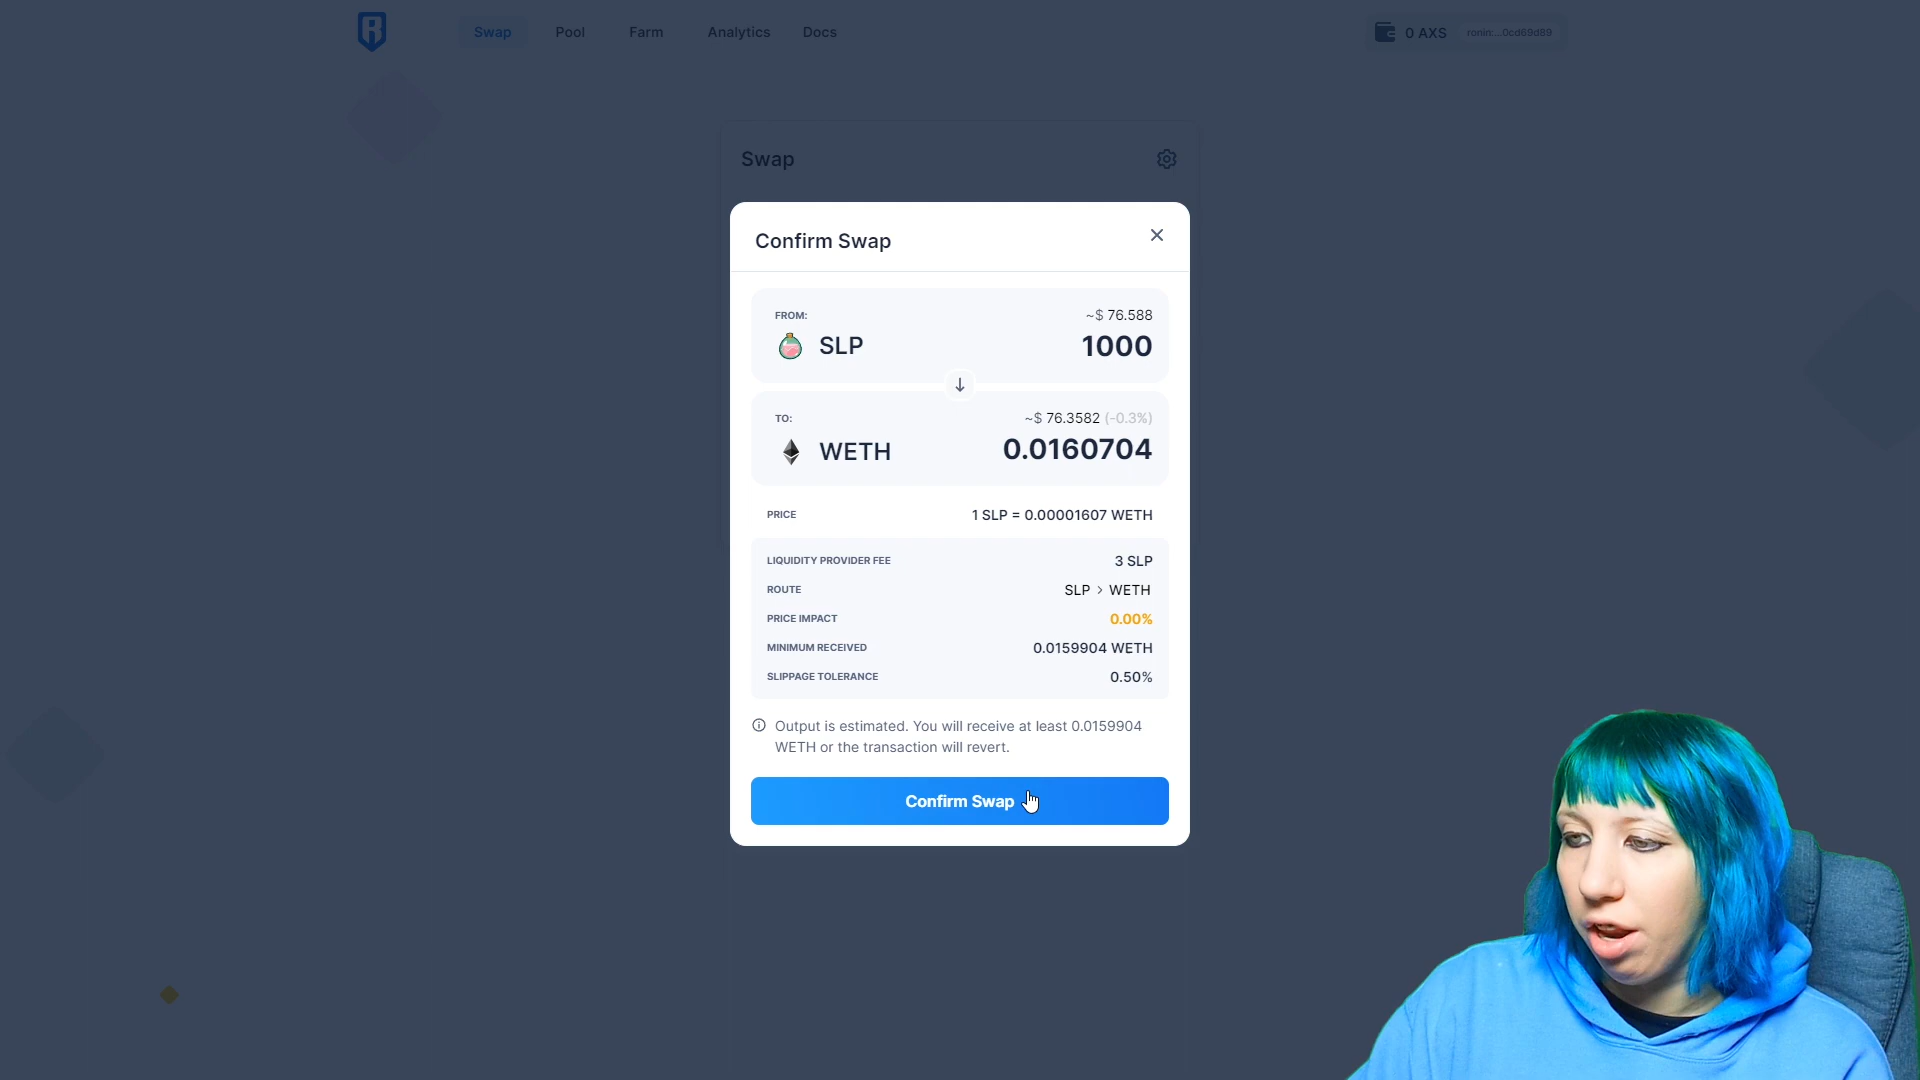 Swap Pool Farm Analytics Docs 0 AXS ronin:...0cd69d89
Swap
Confirm Swap
FROM: ~$ 76.588
SLP 1000
TO: ~$ 76.3582 (-0.3%)
WETH 0.0160704
PRICE 1 SLP = 0.00001607 WETH
LIQUIDITY PROVIDER FEE 3 SLP
ROUTE SLP > WETH
PRICE IMPACT 0.00%
MINIMUM RECEIVED 0.0159904 WETH
SLIPPAGE TOLERANCE 0.50%
Output is estimated. You will receive at least 0.0159904
WETH or the transaction will revert.
Confirm Swap